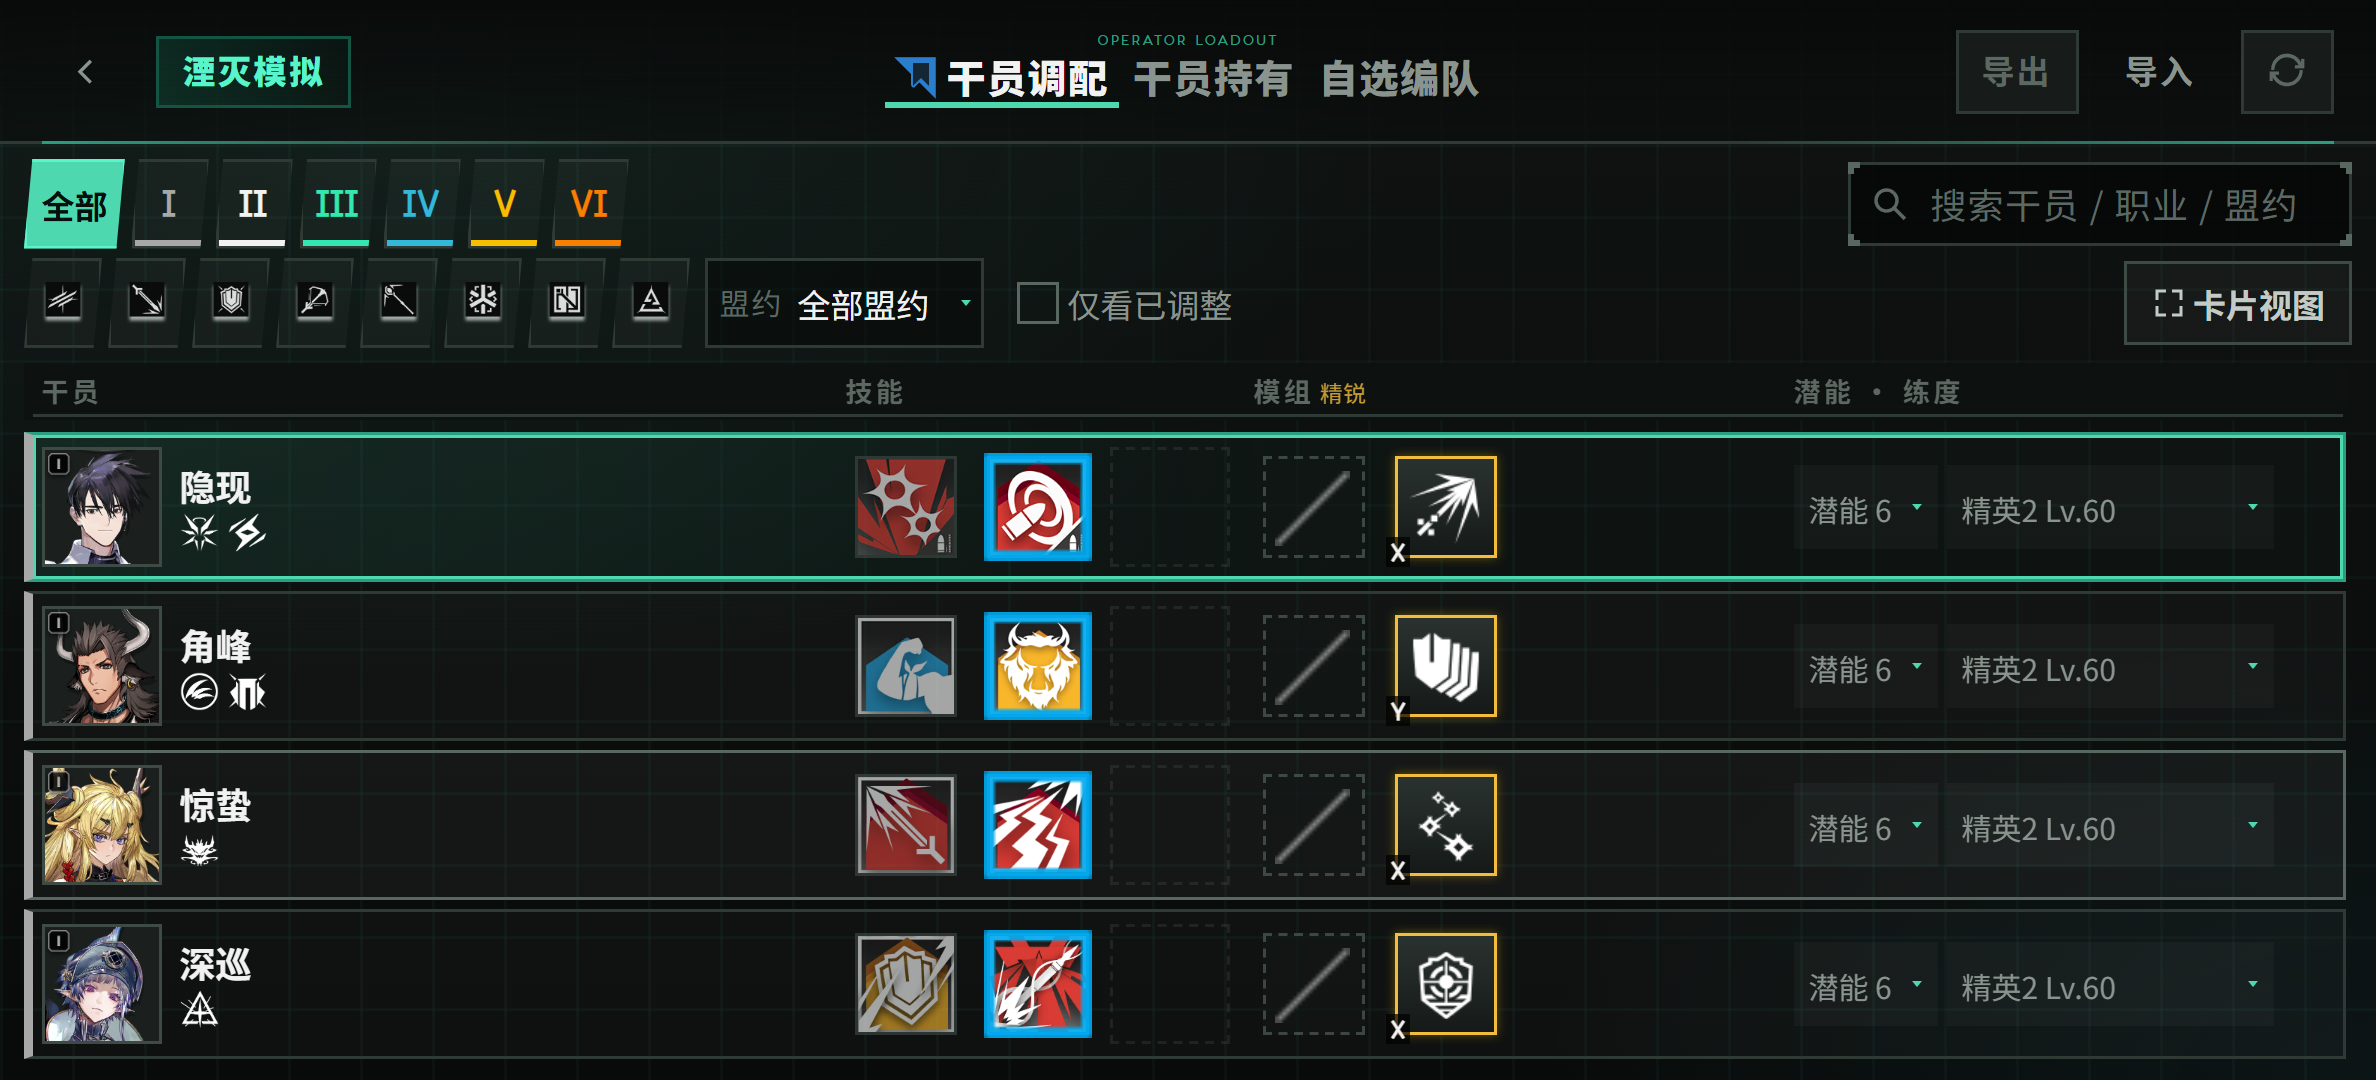 OPERATOR LOADOUT
湮灭模拟
干员调配 干员持有 自选编队
导出 导入
全部 I II III IV V VI
搜索干员 / 职业 / 盟约
盟约 全部盟约
仅看已调整
卡片视图
干员 技能 模组 精锐 潜能 · 练度
I
隐现
X
潜能 6
精英2 Lv.60
I
角峰
Y
潜能 6
精英2 Lv.60
I
惊蛰
X
潜能 6
精英2 Lv.60
I
深巡
X
潜能 6
精英2 Lv.60